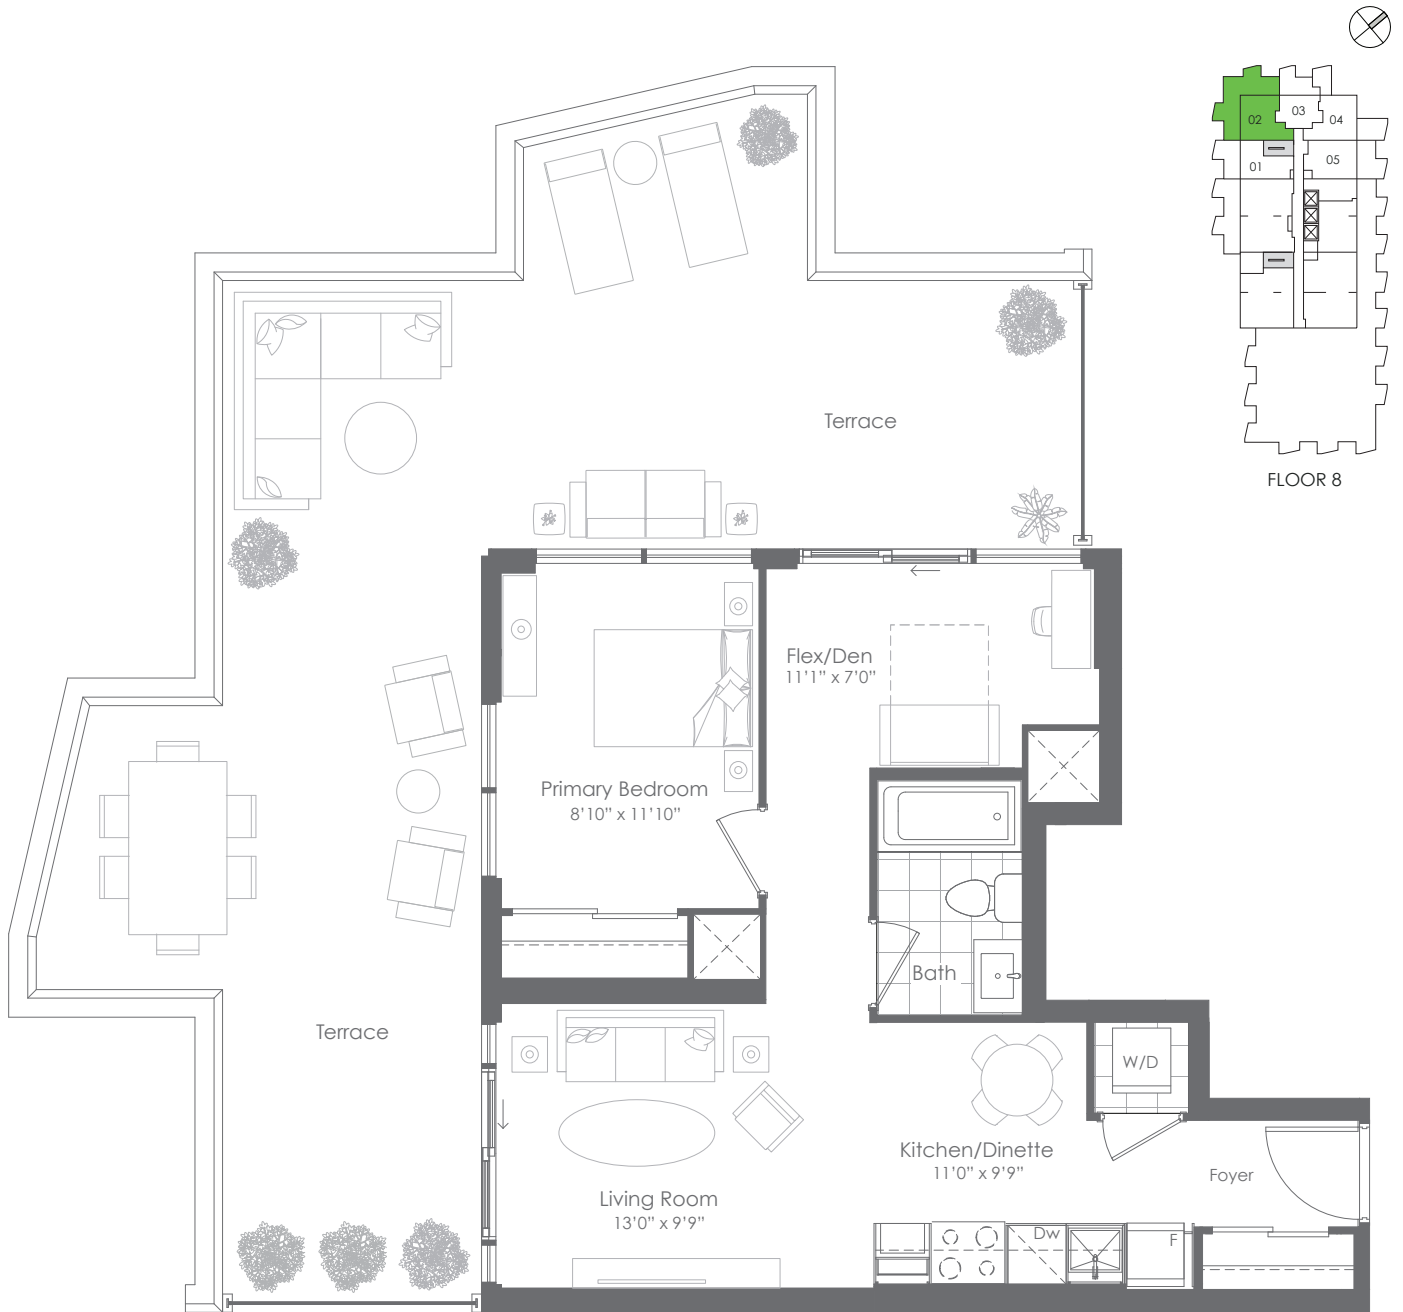 02
03
04
01
05
FLOOR 8
Terrace
Flex/Den
11'1" x 7'0"
Primary Bedroom
8'10" x 11'10"
Bath
Terrace
W/D
Kitchen/Dinette
11'0" x 9'9"
Foyer
Living Room
13'0" x 9'9"
Dw
F